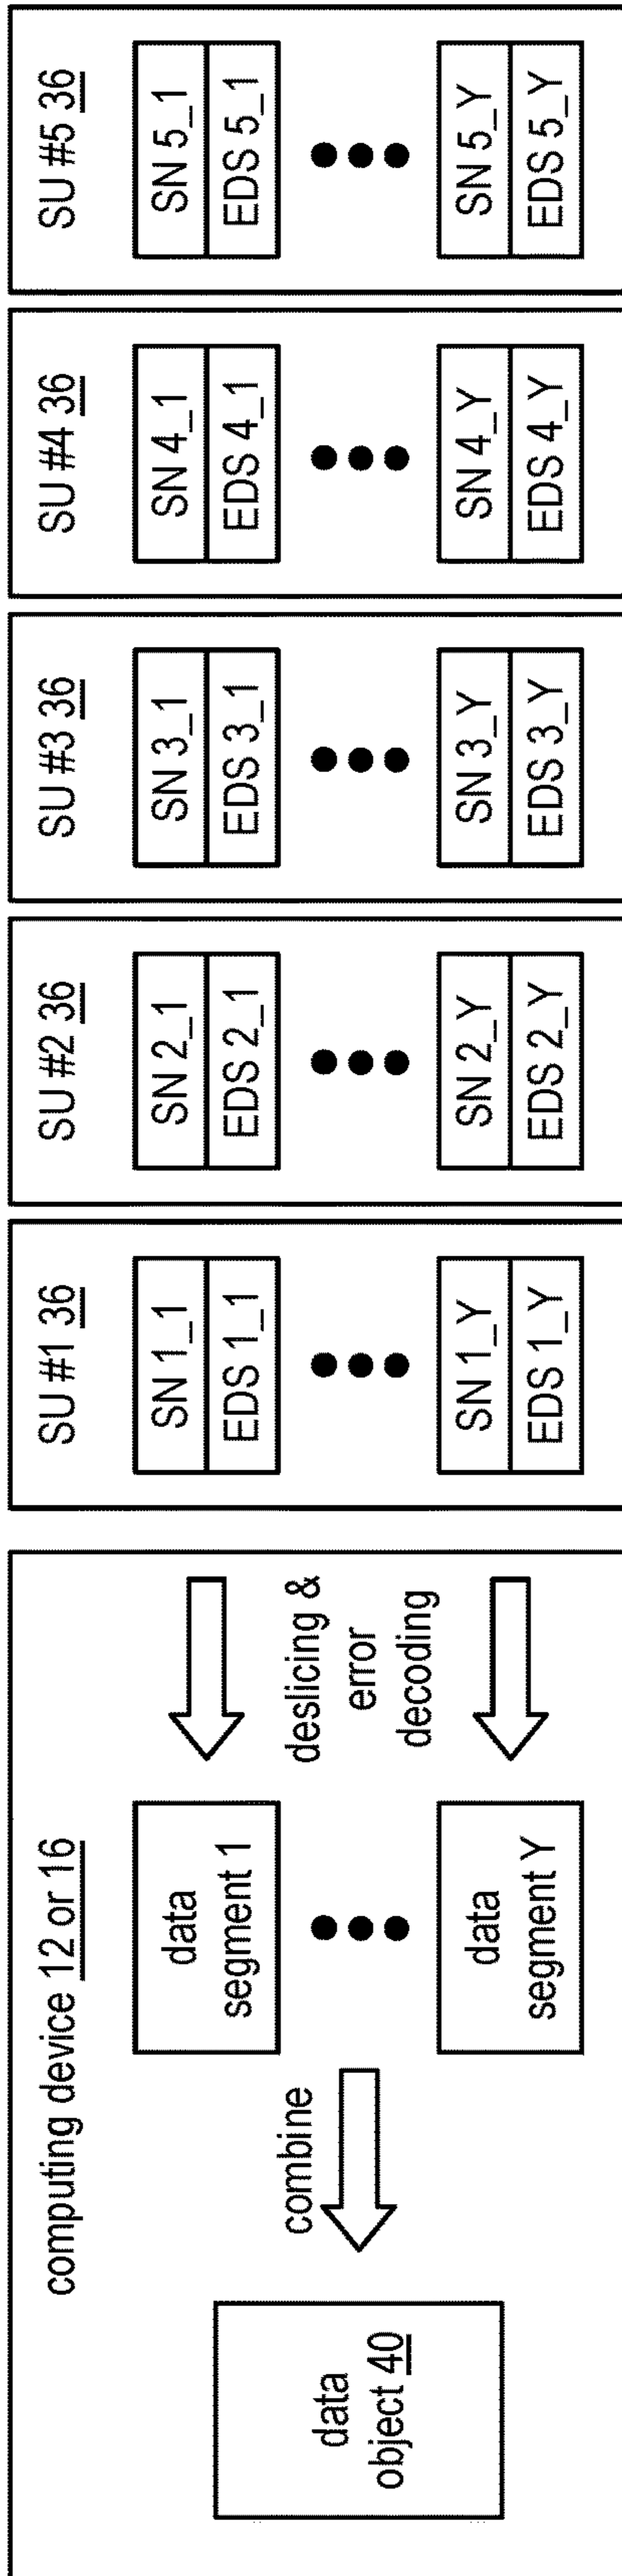 computing device 12 or 16
data
object 40
combine
data
segment 1
data
segment Y
deslicing &
error
decoding
SU #1 36
SN 1_1
EDS 1_1
SN 1_Y
EDS 1_Y
SU #2 36
SN 2_1
EDS 2_1
SN 2_Y
EDS 2_Y
SU #3 36
SN 3_1
EDS 3_1
SN 3_Y
EDS 3_Y
SU #4 36
SN 4_1
EDS 4_1
SN 4_Y
EDS 4_Y
SU #5 36
SN 5_1
EDS 5_1
SN 5_Y
EDS 5_Y